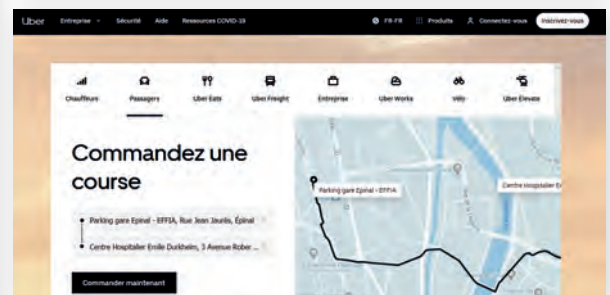 Uber Entreprise Sécurité Aide Ressources COVID-19 FR-FR Produits Connectez-vous Inscrivez-vous
Chauffeurs Passagers Uber Eats Uber Freight Entreprise Uber Works Vélo Uber Elevate
Commandez une
course
Parking gare Epinal - EFFIA, Rue Jean Jaurès, Épinal
Centre Hospitalier Emile Durkheim, 3 Avenue Rober ...
Commander maintenant
Parking gare Epinal - EFFIA
Centre Hospitalier E